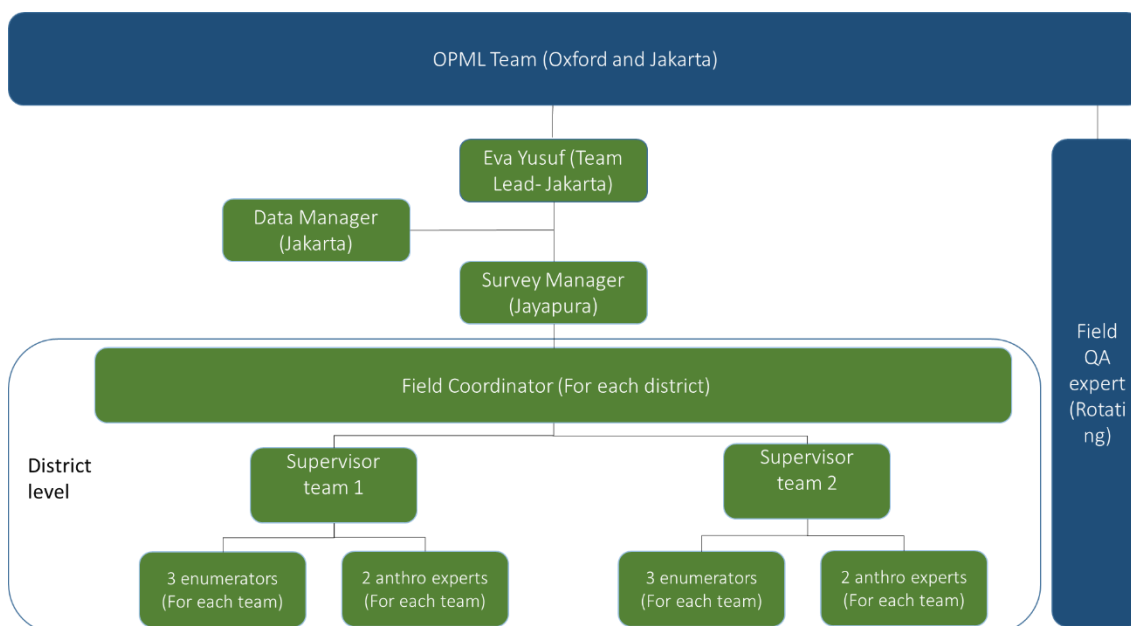 OPML Team (Oxford and Jakarta)
Eva Yusuf (Team
Lead- Jakarta)
Data Manager
(Jakarta)
Survey Manager
(Jayapura)
Field Coordinator (For each district)
Field
QA
expert
(Rotati
ng)
District
level
Supervisor
team 1
Supervisor
team 2
3 enumerators
(For each team)
2 anthro experts
(For each team)
3 enumerators
(For each team)
2 anthro experts
(For each team)